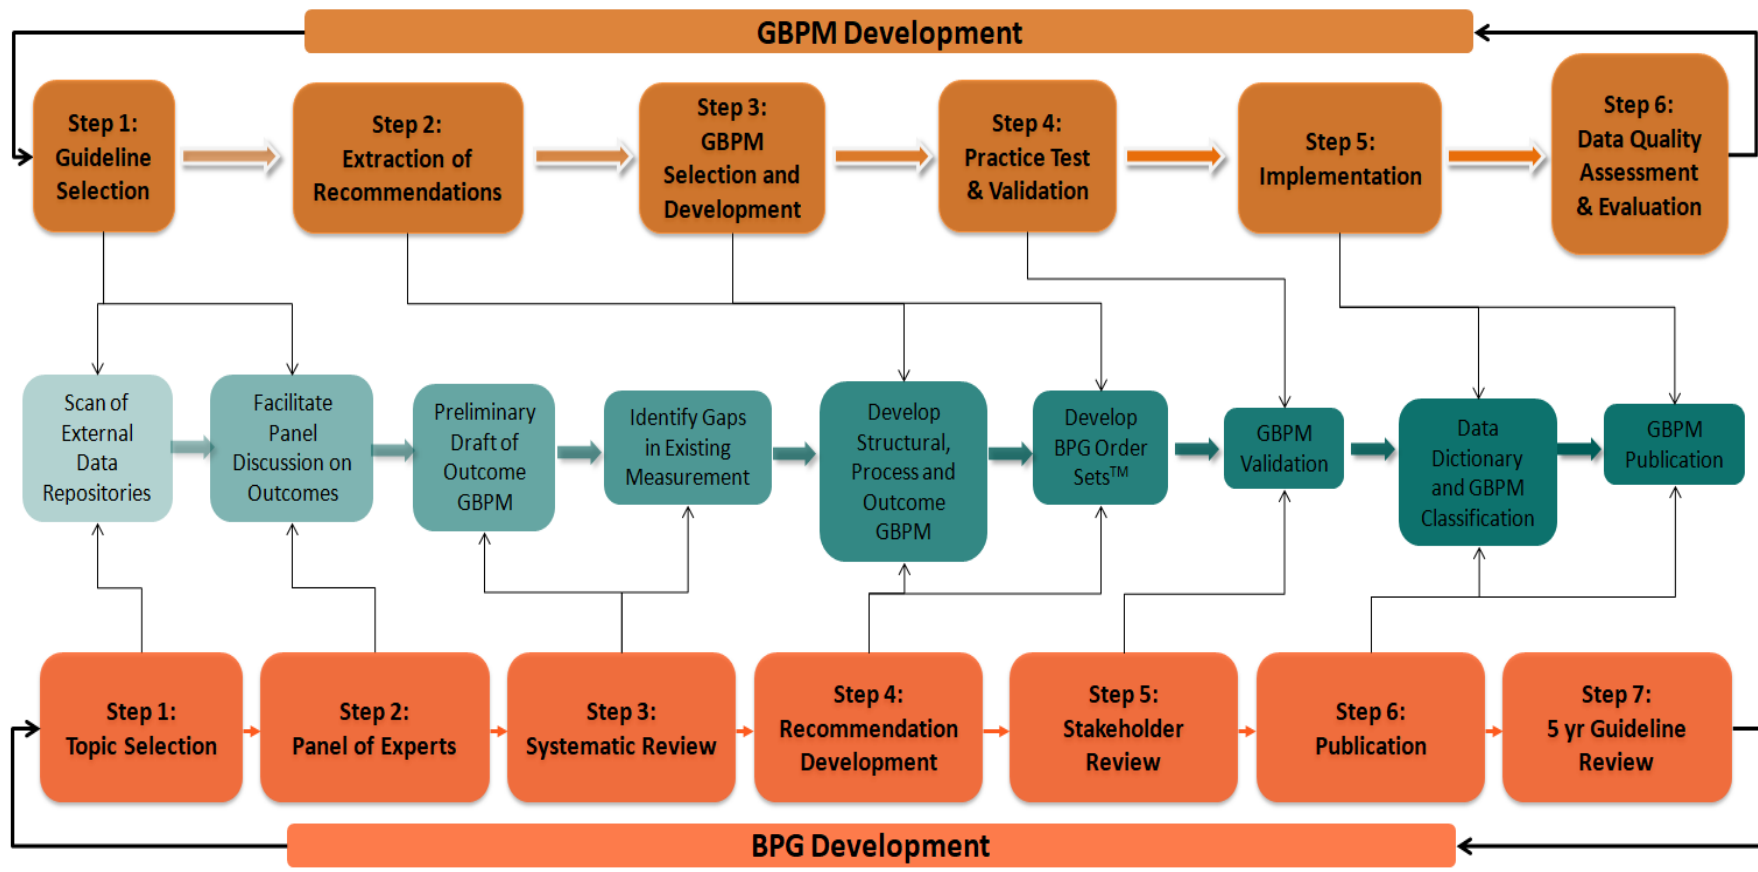 GBPM Development
Step 1:
Guideline
Selection
Step 2:
Extraction of
Recommendations
Step 3:
GBPM
Selection and
Development
Step 4:
Practice Test
& Validation
Step 5:
Implementation
Step 6:
Data Quality
Assessment
& Evaluation
Scan of
External
Data
Repositories
Facilitate
Panel
Discussion on
Outcomes
Preliminary
Draft of
Outcome
GBPM
Identify Gaps
in Existing
Measurement
Develop
Structural,
Process and
Outcome
GBPM
Develop
BPG Order
Sets™
GBPM
Validation
Data
Dictionary
and GBPM
Classification
GBPM
Publication
Step 1:
Topic Selection
Step 2:
Panel of Experts
Step 3:
Systematic Review
Step 4:
Recommendation
Development
Step 5:
Stakeholder
Review
Step 6:
Publication
Step 7:
5 yr Guideline
Review
BPG Development